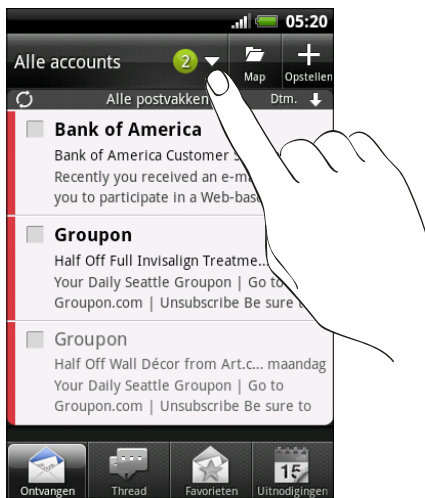 05:20
Alle accounts 2 Map Opstellen
Alle postvakken Dtm.
Bank of America
Bank of America Customer
Recently you received an
you to participate in a
Groupon
Half Off Full Invisalign Treatme...
Your Daily Seattle Groupon | Go to
Groupon.com | Unsubscribe Be sure
Groupon
Half Off Wall Décor from Art.c... maandag
Your Daily Seattle Groupon | Go to
Groupon.com | Unsubscribe Be sure to
15
Ontvangen Thread Favorieten Uitnodigingen